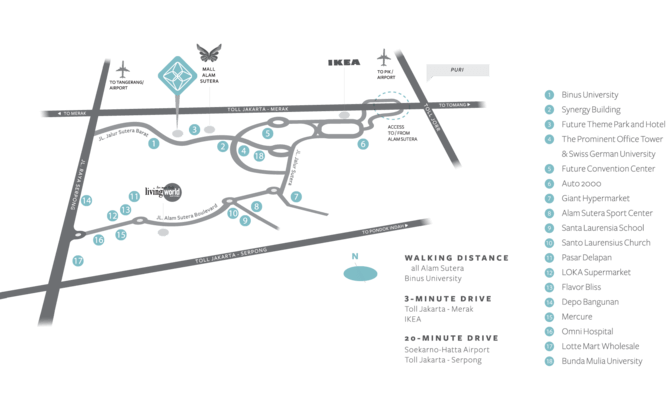 MALL
ALAM
SUTERA
IKEA
TO TANGERANG/
AIRPORT
TO PIK/
AIRPORT
PURI
TO MERAK
TOLL JAKARTA - MERAK
TO TOMANG
JL. Jalur Sutera Barat
ACCESS
TO/FROM
ALAM SUTERA
JL. RAYA SERPONG
JL. Jalur Sutera
livingworld
JL. Alam Sutera Boulevard
TO PONDOK INDAH
TOLL JAKARTA - SERPONG
1
2
3
4
5
6
7
8
9
10
11
12
13
14
15
16
17
18
N
WALKING DISTANCE
all Alam Sutera
Binus University
3-MINUTE DRIVE
Toll Jakarta - Merak
IKEA
20-MINUTE DRIVE
Soekarno-Hatta Airport
Toll Jakarta - Serpong
1 Binus University
2 Synergy Building
3 Future Theme Park and Hotel
4 The Prominent Office Tower
& Swiss German University
5 Future Convention Center
6 Auto 2000
7 Giant Hypermarket
8 Alam Sutera Sport Center
9 Santa Laurensia School
10 Santo Laurensius Church
11 Pasar Delapan
12 LOKA Supermarket
13 Flavor Bliss
14 Depo Bangunan
15 Mercure
16 Omni Hospital
17 Lotte Mart Wholesale
18 Bunda Mulia University